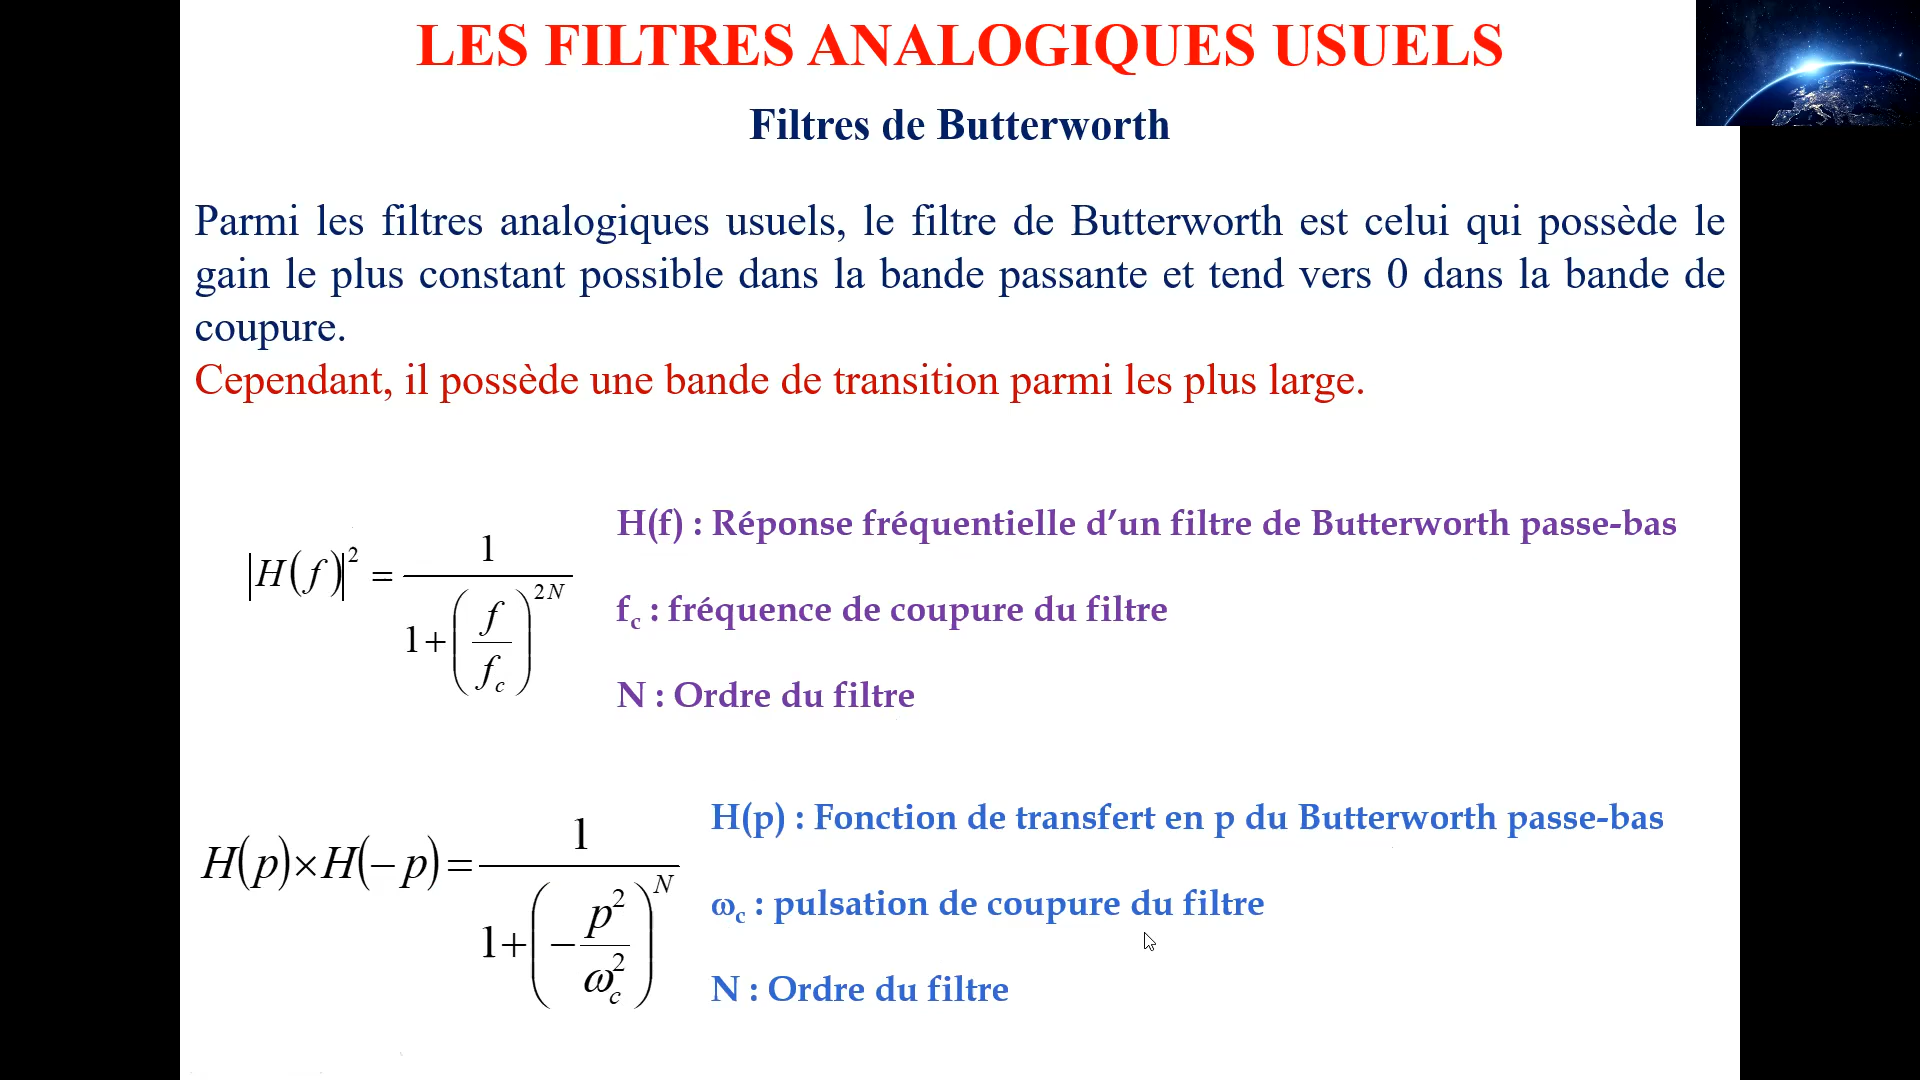 LES FILTRES ANALOGIQUES USUELS
Filtres de Butterworth
Parmi les filtres analogiques usuels, le filtre de Butterworth est celui qui possède le
gain le plus constant possible dans la bande passante et tend vers 0 dans la bande de
coupure.
Cependant, il possède une bande de transition parmi les plus large.
|H(f)|² = 1 / (1 + (f / f_c)^{2N})
H(f) : Réponse fréquentielle d’un filtre de Butterworth passe-bas
f_c : fréquence de coupure du filtre
N : Ordre du filtre
H(p)×H(−p) = 1 / (1 + (−p² / ω_c²)^N)
H(p) : Fonction de transfert en p du Butterworth passe-bas
ω_c : pulsation de coupure du filtre
N : Ordre du filtre